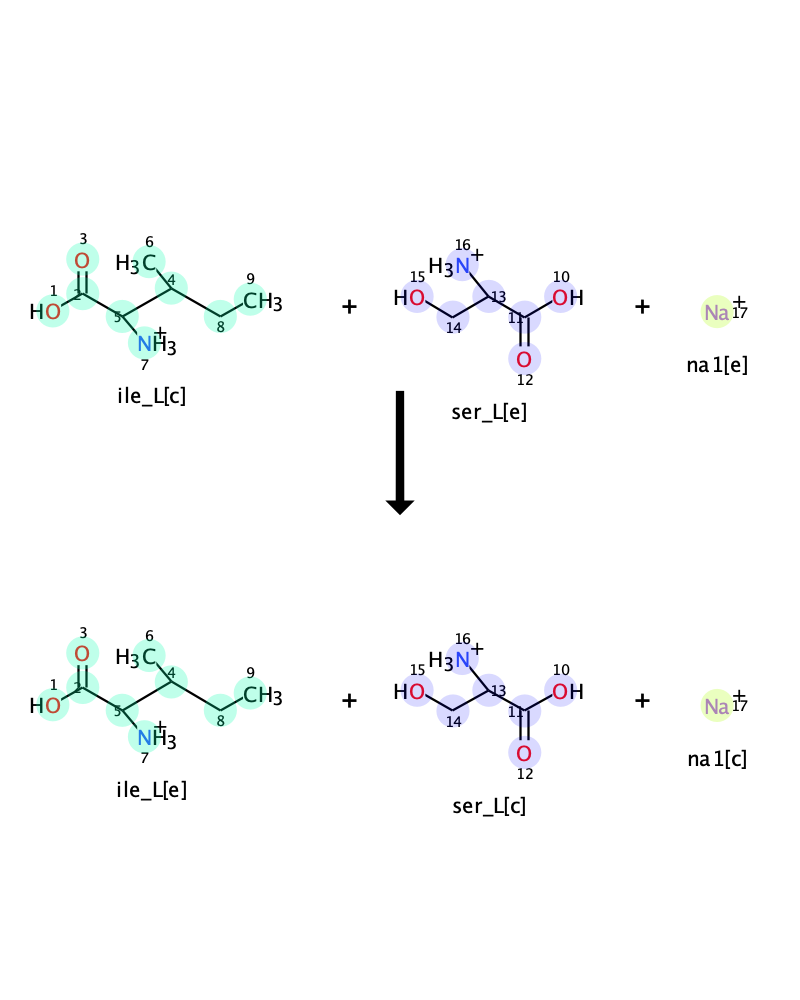 3 6 16 +
O H₃C 4 9 15 H₃N 10 +
1 2 CH₃ + HO 13 OH + Na 17
HO 5 8 14 11
+
NH₃ O
7 12 na1[e]
ile_L[c] ser_L[e]
3 6 16 +
O H₃C 4 9 15 H₃N 10 +
1 2 CH₃ + HO 13 OH + Na 17
HO 5 8 14 11
+
NH₃ O
7 12 na1[c]
ile_L[e] ser_L[c]